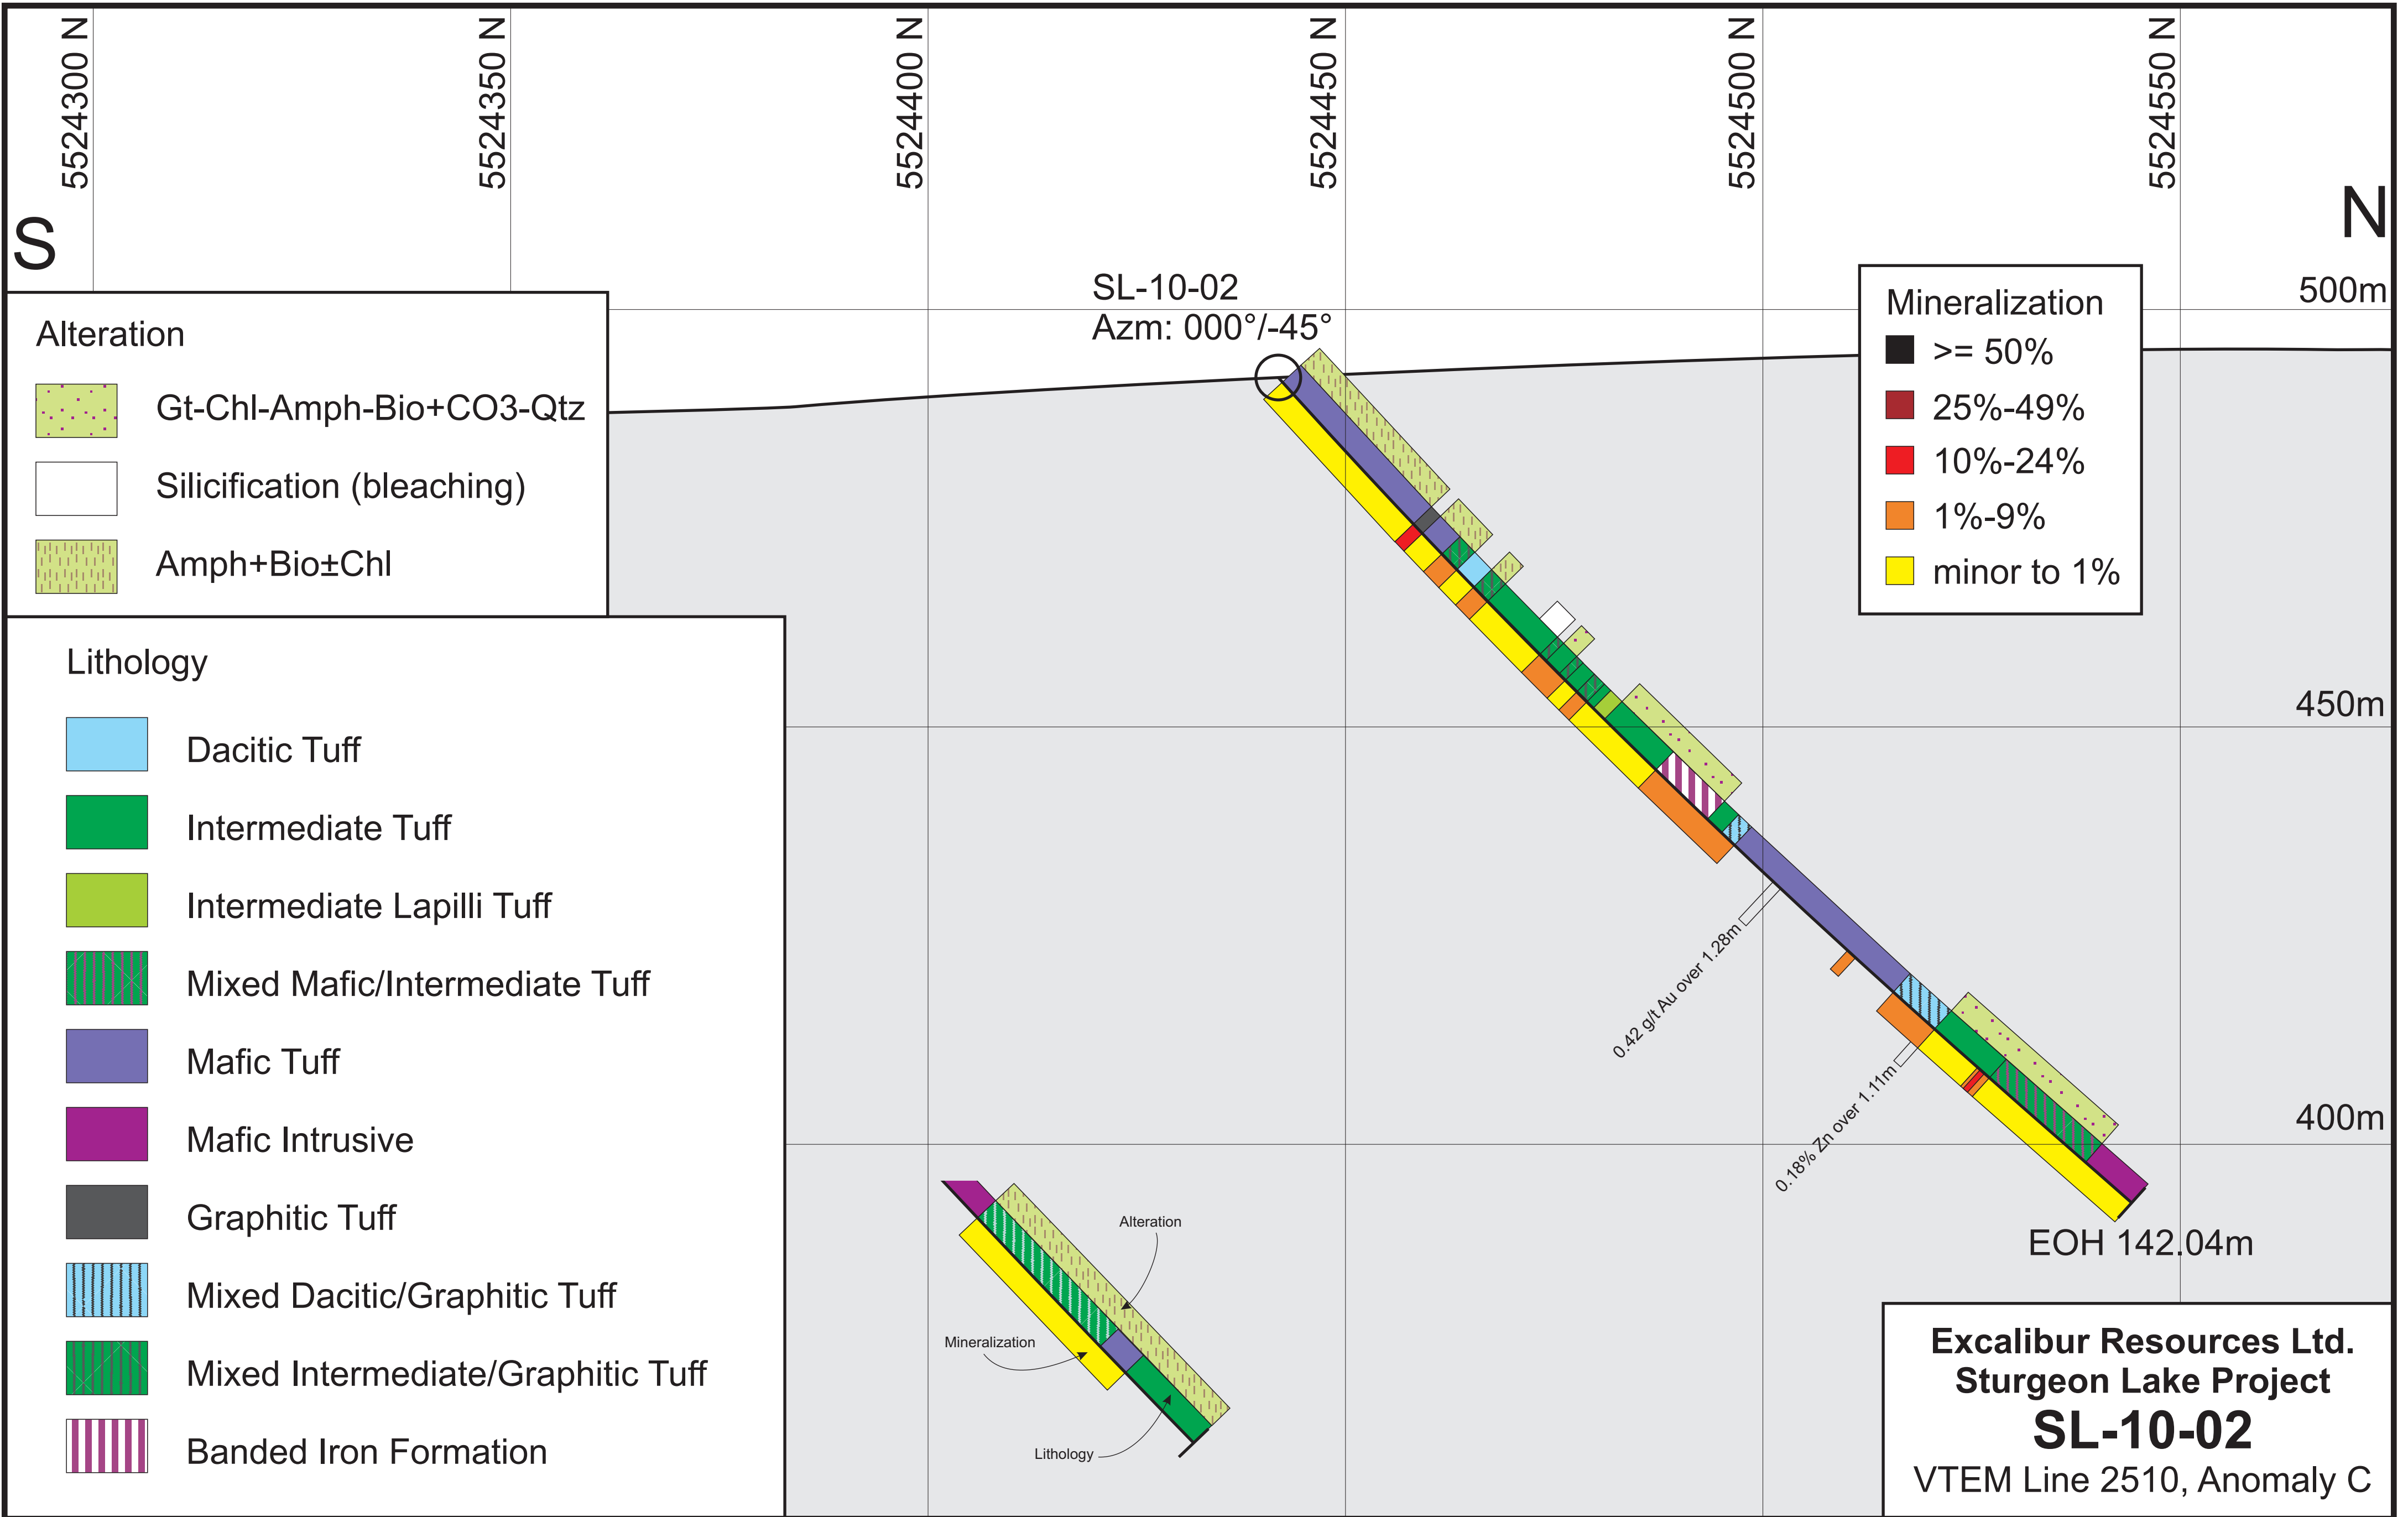 5524300 N
5524350 N
5524400 N
5524450 N
5524500 N
5524550 N
S
N
SL-10-02
Azm: 000°/-45°
500m
450m
400m
Alteration
Gt-Chl-Amph-Bio+CO3-Qtz
Silicification (bleaching)
Amph+Bio±Chl
Mineralization
>= 50%
25%-49%
10%-24%
1%-9%
minor to 1%
Lithology
Dacitic Tuff
Intermediate Tuff
Intermediate Lapilli Tuff
Mixed Mafic/Intermediate Tuff
Mafic Tuff
Mafic Intrusive
Graphitic Tuff
Mixed Dacitic/Graphitic Tuff
Mixed Intermediate/Graphitic Tuff
Banded Iron Formation
0.42 g/t Au over 1.28m
0.18% Zn over 1.11m
EOH 142.04m
Alteration
Mineralization
Lithology
Excalibur Resources Ltd.
Sturgeon Lake Project
SL-10-02
VTEM Line 2510, Anomaly C